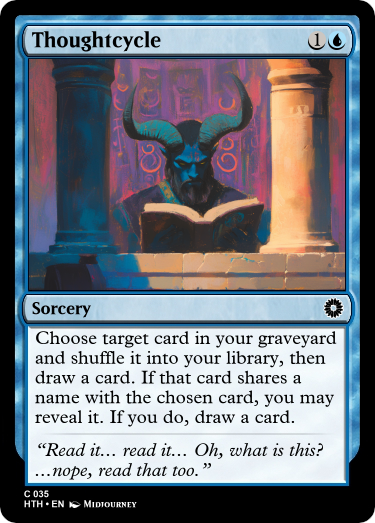 Thoughtcycle 1
Sorcery
Choose target card in your graveyard
and shuffle it into your library, then
draw a card. If that card shares a
name with the chosen card, you may
reveal it. If you do, draw a card.
“Read it… read it… Oh, what is this?
…nope, read that too.”
C 035
HTH • EN Midjourney